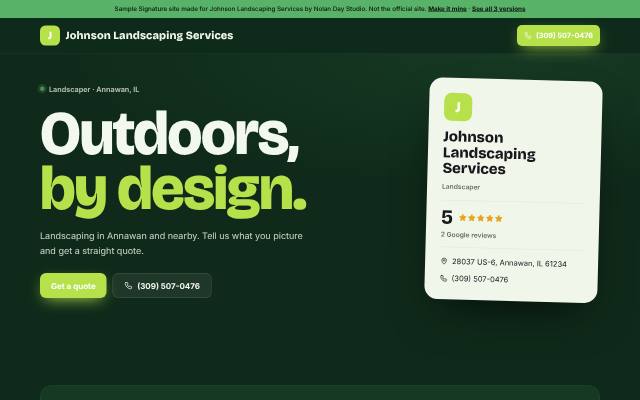 Sample Signature site made for Johnson Landscaping Services by Nolan Day Studio. Not the official site. Make it mine · See all 3 versions
J Johnson Landscaping Services
(309) 507-0476
Landscaper · Annawan, IL
Outdoors,
by design.
Landscaping in Annawan and nearby. Tell us what you picture
and get a straight quote.
Get a quote
(309) 507-0476
J
Johnson
Landscaping
Services
Landscaper
5
2 Google reviews
28037 US-6, Annawan, IL 61234
(309) 507-0476